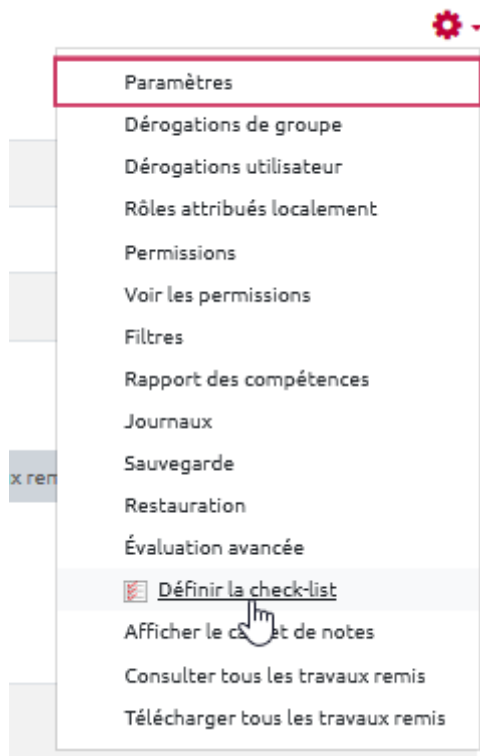 Paramètres
Dérogations de groupe
Dérogations utilisateur
Rôles attribués localement
Permissions
Voir les permissions
Filtres
Rapport des compétences
Journaux
x ren
Sauvegarde
Restauration
Évaluation avancée
Définir la check-list
Afficher le et de notes
Consulter tous les travaux remis
Télécharger tous les travaux remis